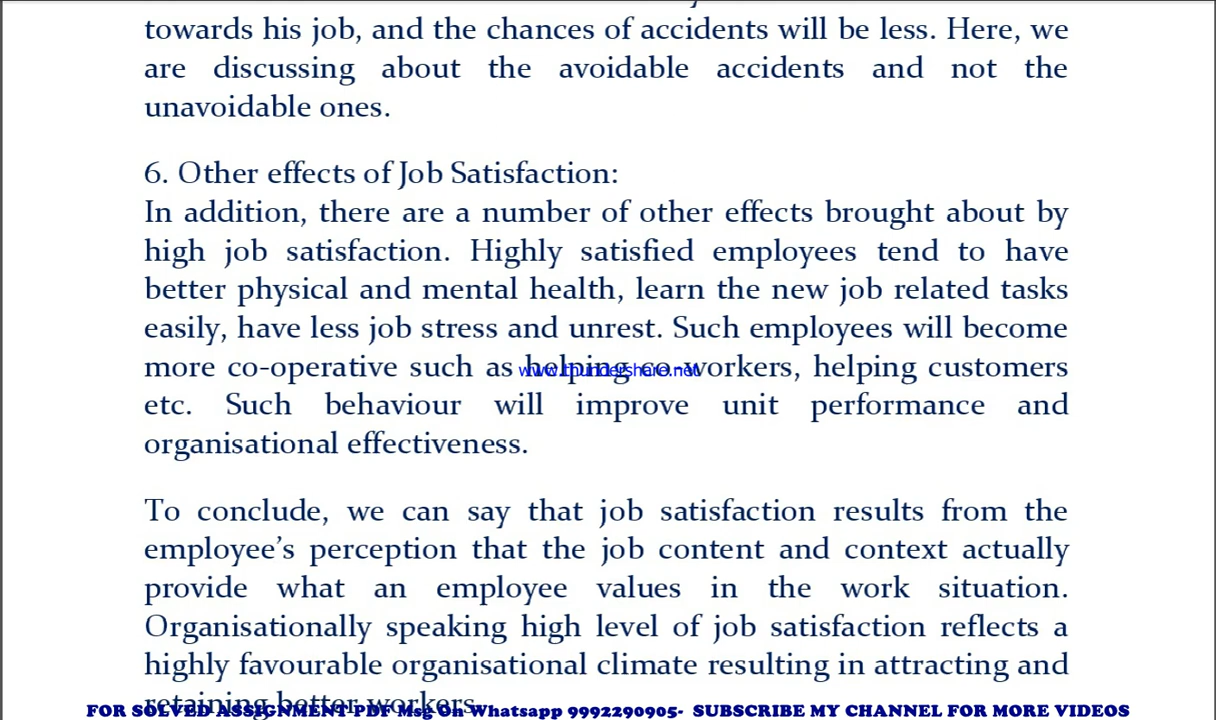 towards his job, and the chances of accidents will be less. Here, we
are discussing about the avoidable accidents and not the
unavoidable ones.
6. Other effects of Job Satisfaction:
In addition, there are a number of other effects brought about by
high job satisfaction. Highly satisfied employees tend to have
better physical and mental health, learn the new job related tasks
easily, have less job stress and unrest. Such employees will become
more co-operative such as helping co-workers, helping customers
www.thundershare.net
etc. Such behaviour will improve unit performance and
organisational effectiveness.
To conclude, we can say that job satisfaction results from the
employee’s perception that the job content and context actually
provide what an employee values in the work situation.
Organisationally speaking high level of job satisfaction reflects a
highly favourable organisational climate resulting in attracting and
retaining better workers.
FOR SOLVED ASSIGNMENT PDF Msg On Whatsapp 9992290905- SUBSCRIBE MY CHANNEL FOR MORE VIDEOS